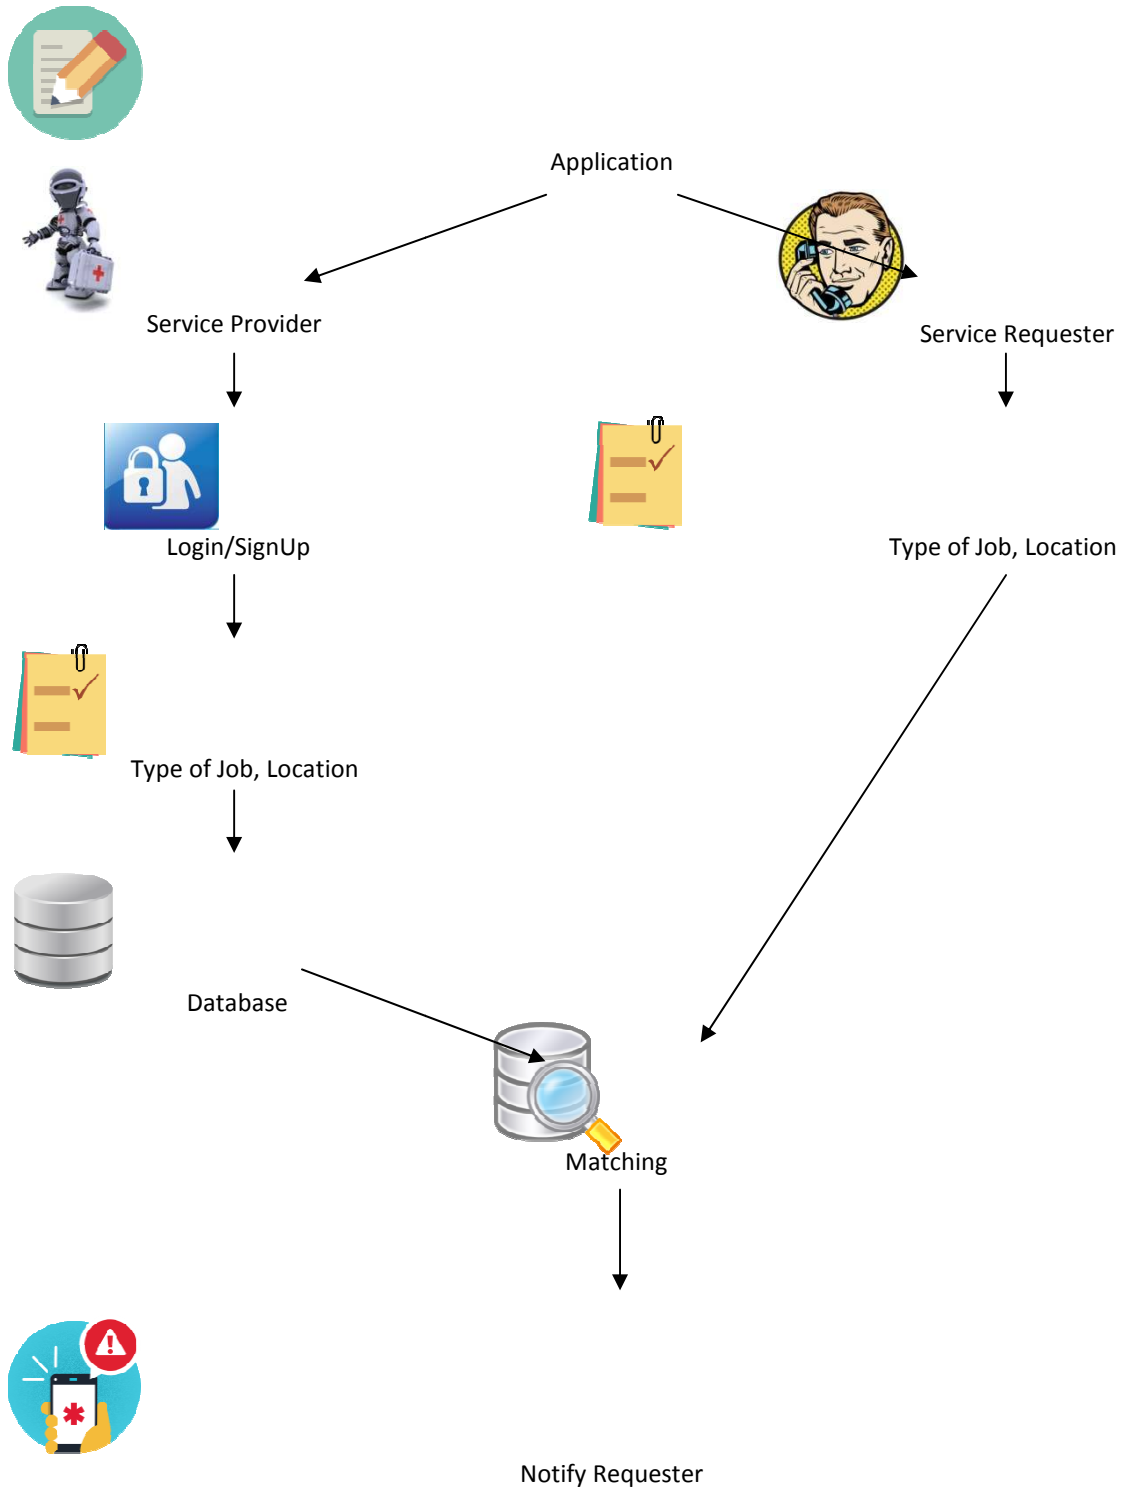 Application
Service Provider
Service Requester
Login/SignUp
Type of Job, Location
Type of Job, Location
Database
Matching
Notify Requester